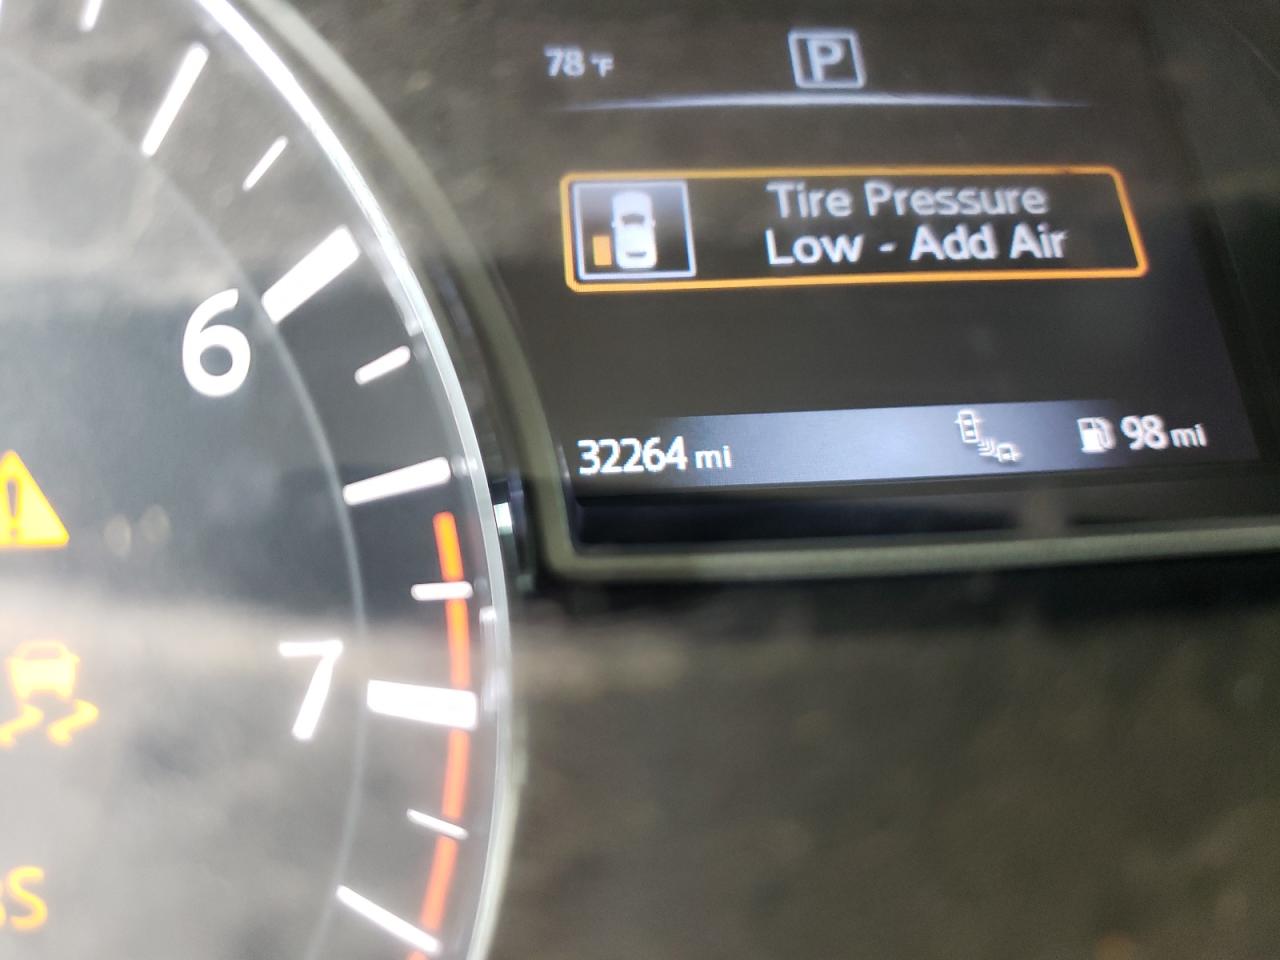 78 °F
P
Tire Pressure
Low - Add Air
32264 mi
98 mi
6
7